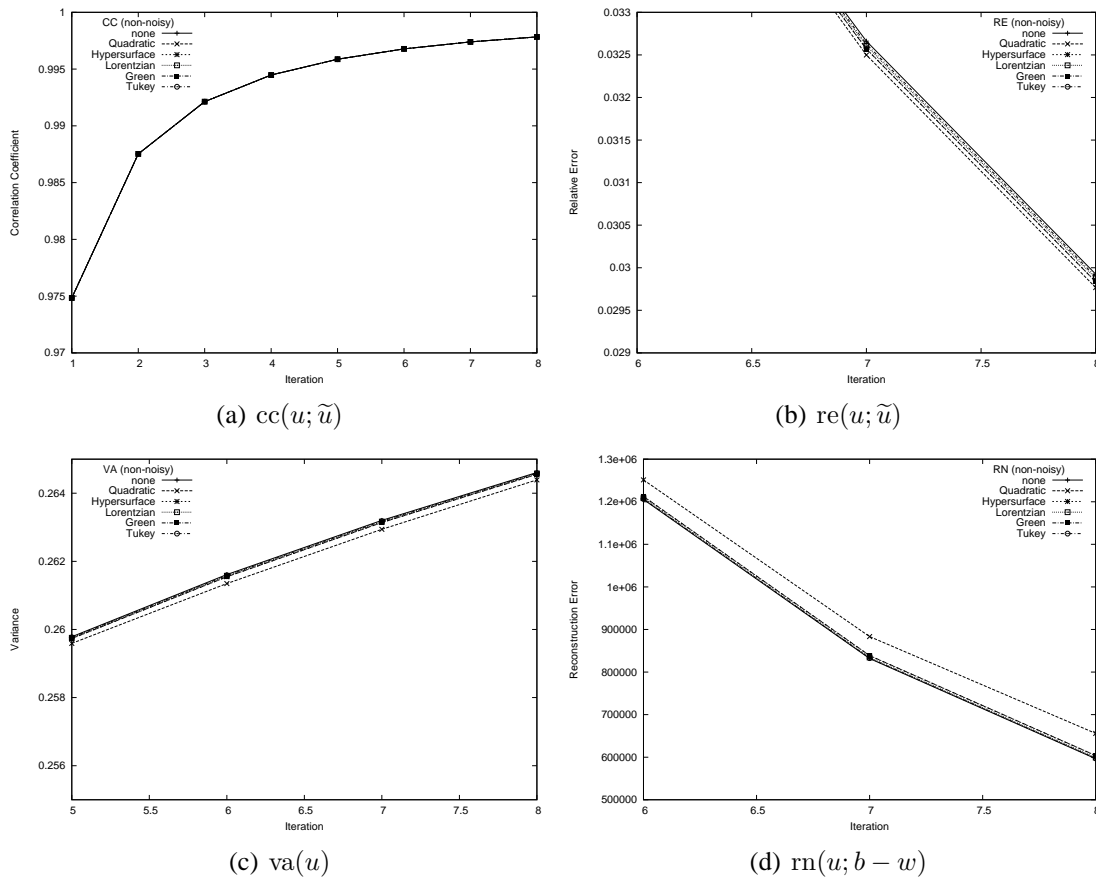 CC (non-noisy)
none
Quadratic
Hypersurface
Lorentzian
Green
Tukey
1
0.995
0.99
0.985
0.98
0.975
0.97
Correlation Coefficient
1 2 3 4 5 6 7 8
Iteration
(a) cc(u; ũ)
RE (non-noisy)
none
Quadratic
Hypersurface
Lorentzian
Green
Tukey
0.033
0.0325
0.032
0.0315
0.031
0.0305
0.03
0.0295
0.029
Relative Error
6 6.5 7 7.5 8
Iteration
(b) re(u; ũ)
VA (non-noisy)
none
Quadratic
Hypersurface
Lorentzian
Green
Tukey
0.264
0.262
0.26
0.258
0.256
Variance
5 5.5 6 6.5 7 7.5 8
Iteration
(c) va(u)
RN (non-noisy)
none
Quadratic
Hypersurface
Lorentzian
Green
Tukey
1.3e+06
1.2e+06
1.1e+06
1e+06
900000
800000
700000
600000
500000
Reconstruction Error
6 6.5 7 7.5 8
Iteration
(d) rn(u; b − w)